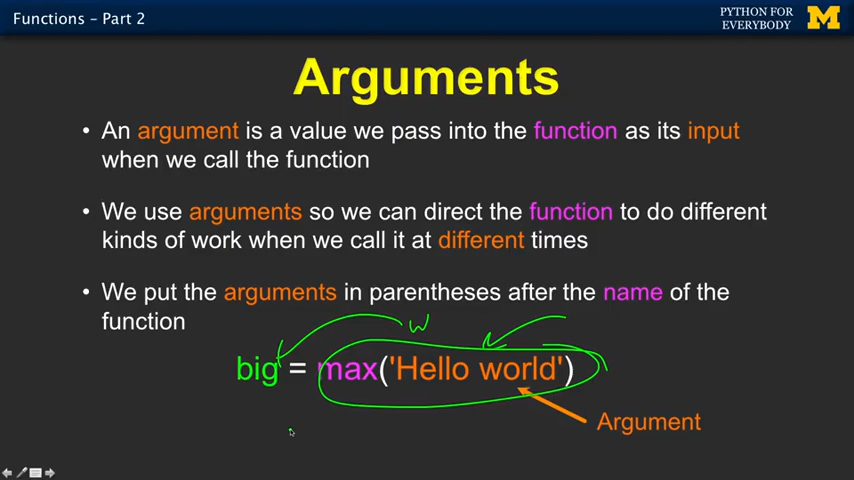 Functions – Part 2
PYTHON FOR
EVERYBODY
M
Arguments
• An argument is a value we pass into the function as its input
when we call the function
• We use arguments so we can direct the function to do different
kinds of work when we call it at different times
• We put the arguments in parentheses after the name of the
function
w
big = max('Hello world')
Argument